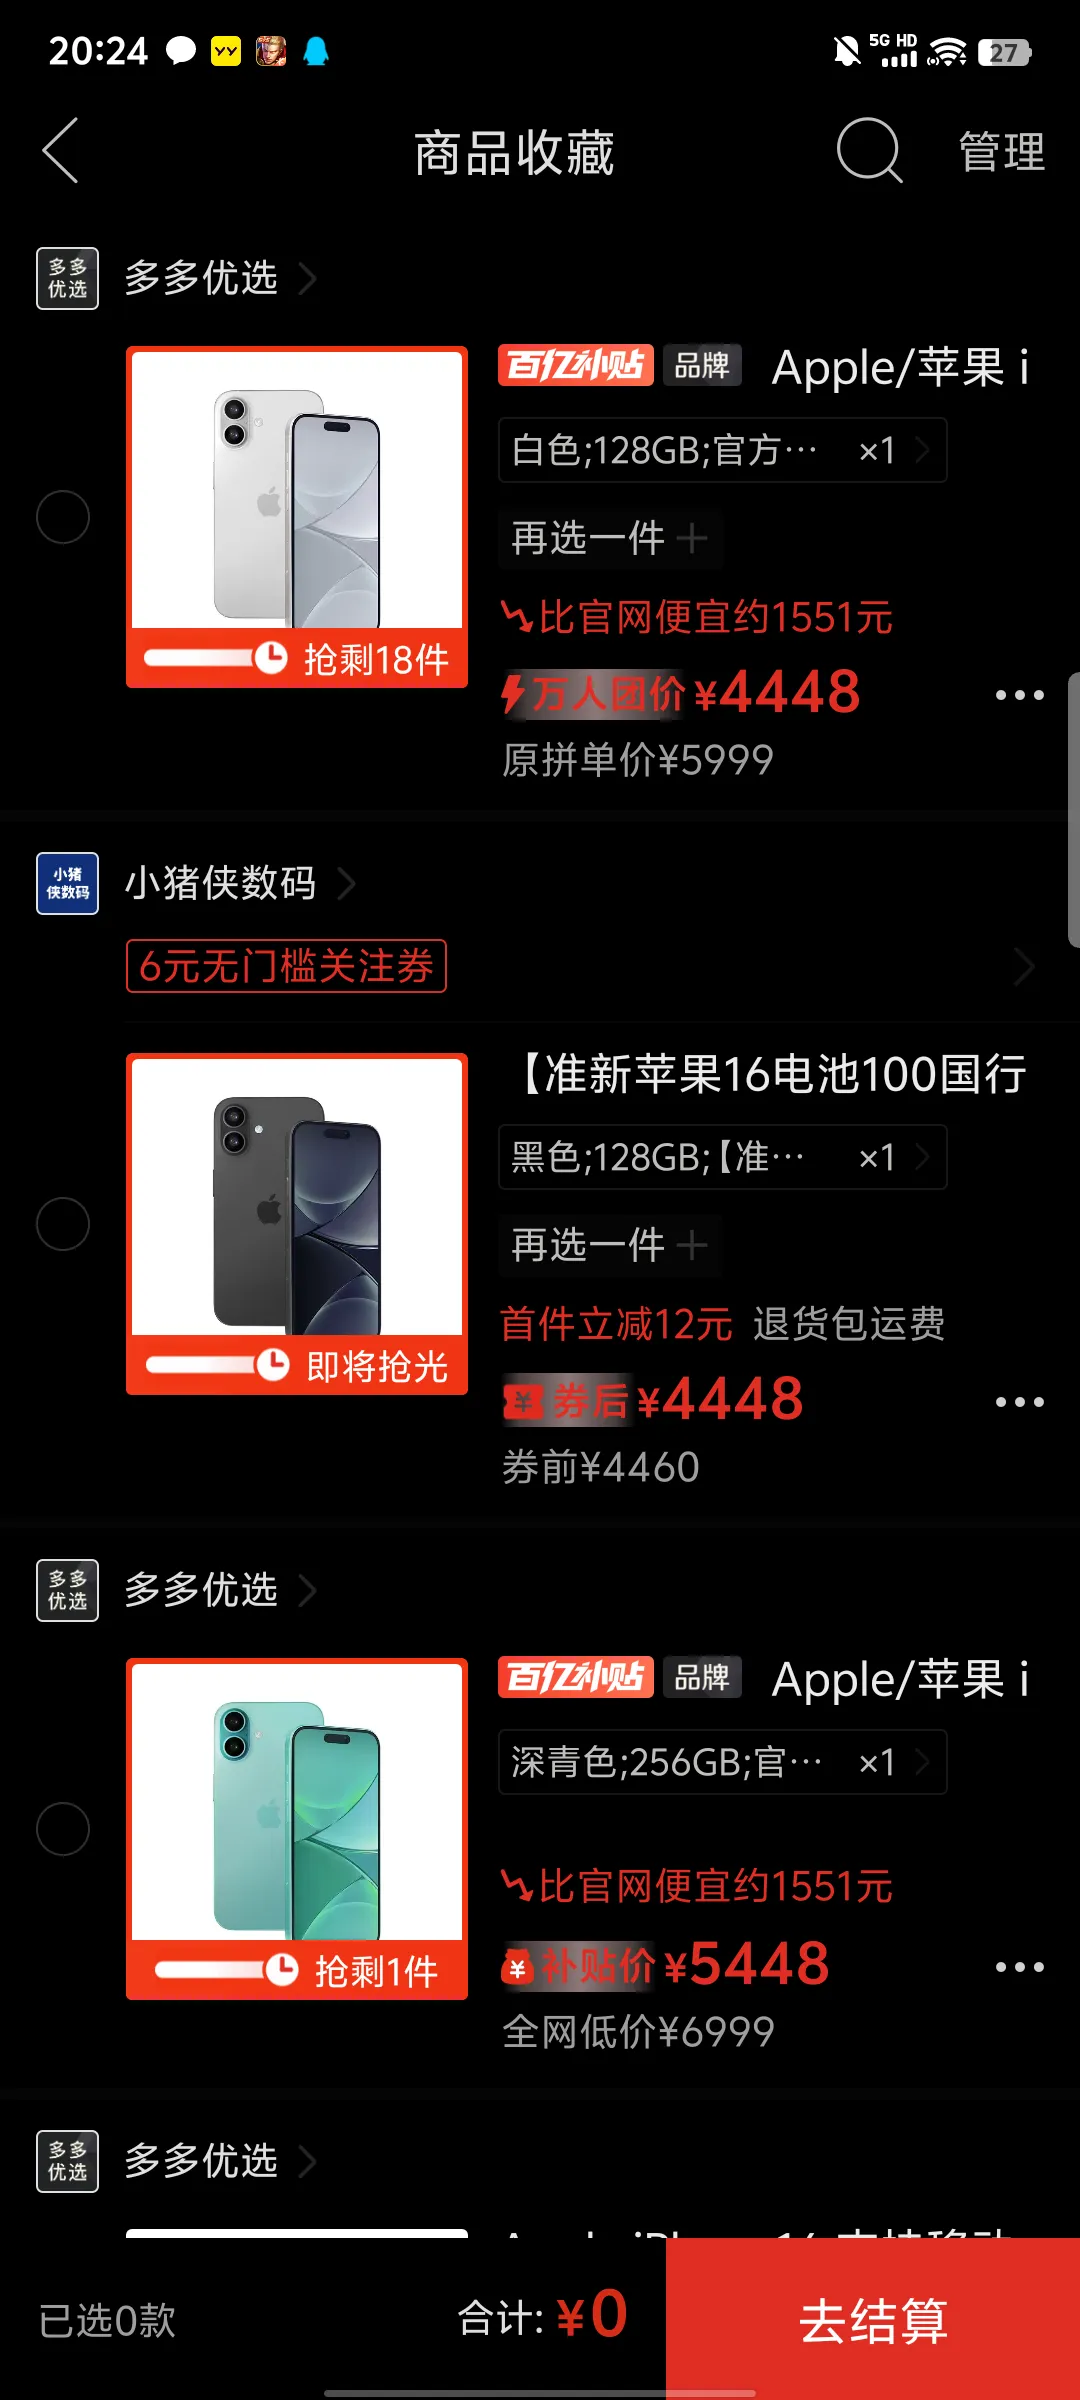 20:24
5G HD
27
商品收藏
管理
多多优选
多多优选
百亿补贴 品牌 Apple/苹果 i
白色;128GB;官方… ×1
再选一件
比官网便宜约1551元
抢剩18件
万人团价 ¥4448
原拼单价¥5999
小猪侠数码
小猪侠数码
6元无门槛关注券
【准新苹果16电池100国行
黑色;128GB;【准… ×1
再选一件
首件立减12元 退货包运费
即将抢光
券后 ¥4448
券前¥4460
多多优选
多多优选
百亿补贴 品牌 Apple/苹果 i
深青色;256GB;官… ×1
比官网便宜约1551元
抢剩1件
补贴价 ¥5448
全网低价¥6999
多多优选
多多优选
已选0款
合计: ¥0
去结算